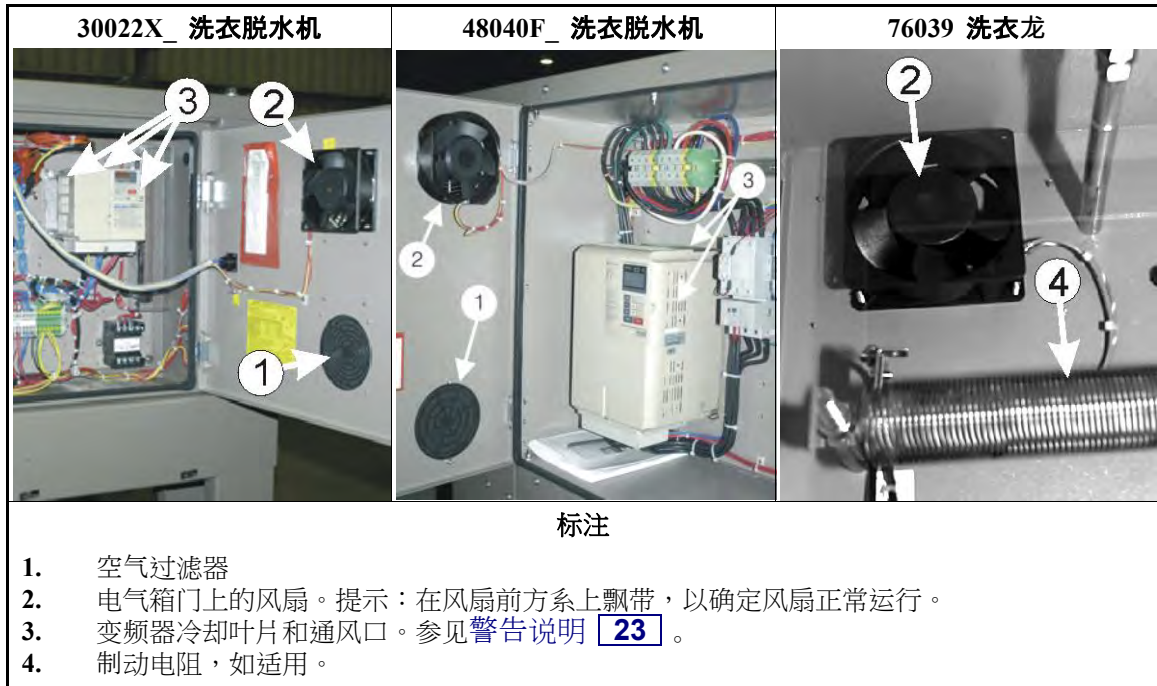 30022X_ 洗衣脱水机
48040F_ 洗衣脱水机
76039 洗衣龙
3
2
1
2
1
3
2
4
标注
1. 空气过滤器
2. 电气箱门上的风扇。提示：在风扇前方系上飘带，以确定风扇正常运行。
3. 变频器冷却叶片和通风口。参见警告说明 23 。
4. 制动电阻，如适用。